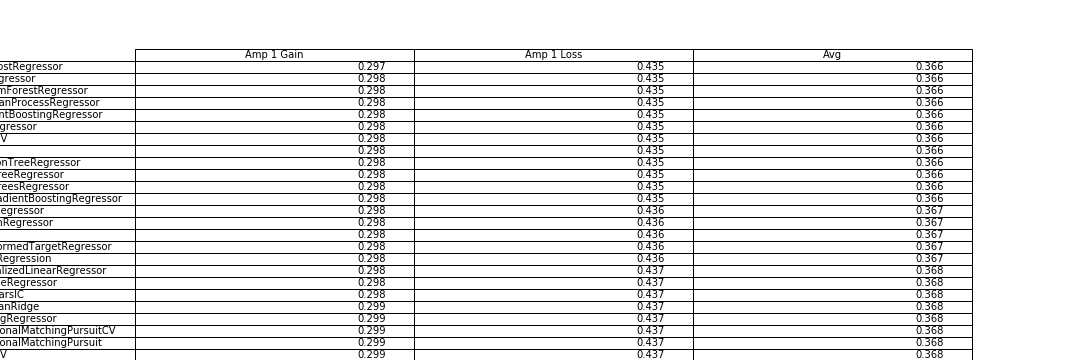 Amp 1 Gain Amp 1 Loss Avg
ostRegressor 0.297 0.435 0.366
gressor 0.298 0.435 0.366
mForestRegressor 0.298 0.435 0.366
anProcessRegressor 0.298 0.435 0.366
ntBoostingRegressor 0.298 0.435 0.366
gressor 0.298 0.435 0.366
V 0.298 0.435 0.366
0.298 0.435 0.366
onTreeRegressor 0.298 0.435 0.366
reeRegressor 0.298 0.435 0.366
reesRegressor 0.298 0.435 0.366
adientBoostingRegressor 0.298 0.435 0.366
egressor 0.298 0.436 0.367
nRegressor 0.298 0.436 0.367
0.298 0.436 0.367
ormedTargetRegressor 0.298 0.436 0.367
Regression 0.298 0.436 0.367
alizedLinearRegressor 0.298 0.437 0.368
eRegressor 0.298 0.437 0.368
arsIC 0.298 0.437 0.368
anRidge 0.299 0.437 0.368
gRegressor 0.299 0.437 0.368
onalMatchingPursuitCV 0.299 0.437 0.368
onalMatchingPursuit 0.299 0.437 0.368
V 0.299 0.437 0.368